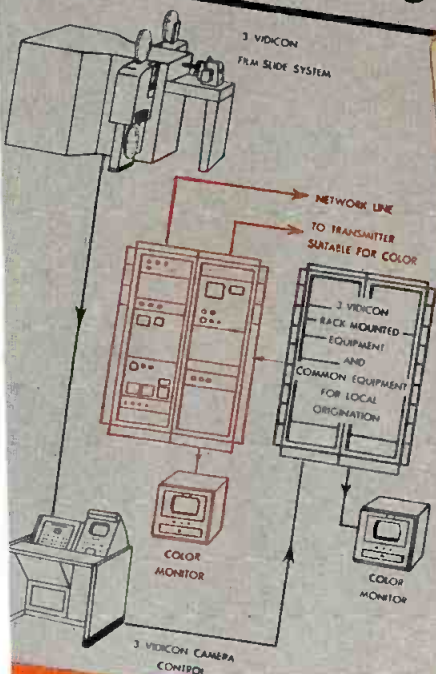 3 VIDICON
FILM SLIDE SYSTEM
NETWORK LINE
TO TRANSMITTER
SUITABLE FOR COLOR
3 VIDICON
RACK MOUNTED
EQUIPMENT
AND
COMMON EQUIPMENT
FOR LOCAL
ORIGINATION
COLOR
MONITOR
COLOR
MONITOR
3 VIDICON CAMERA
CONTROL